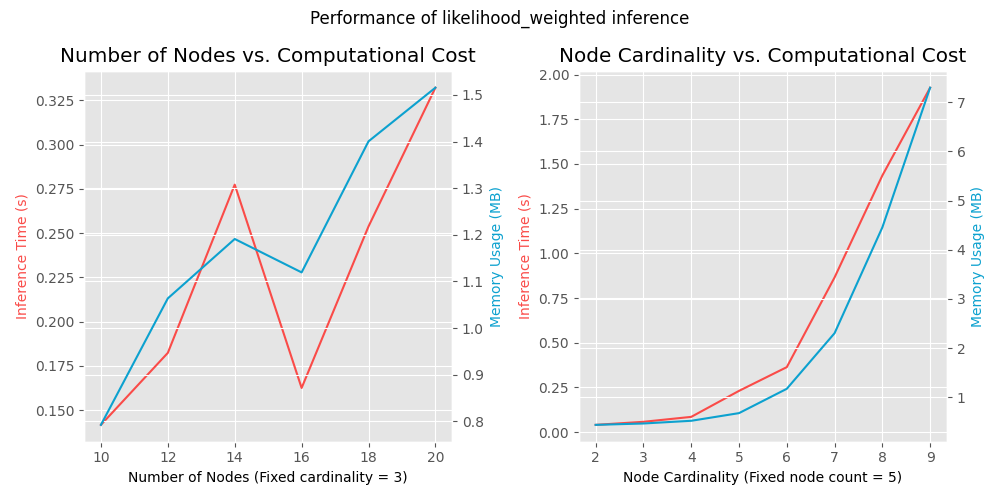 Performance of likelihood_weighted inference
Number of Nodes vs. Computational Cost
Inference Time (s)
0.325
0.300
0.275
0.250
0.225
0.200
0.175
0.150
1.5
1.4
1.3
1.2
1.1
1.0
0.9
0.8
Memory Usage (MB)
10 12 14 16 18 20
Number of Nodes (Fixed cardinality = 3)
Node Cardinality vs. Computational Cost
Inference Time (s)
2.00
1.75
1.50
1.25
1.00
0.75
0.50
0.25
0.00
7
6
5
4
3
2
1
Memory Usage (MB)
2 3 4 5 6 7 8 9
Node Cardinality (Fixed node count = 5)